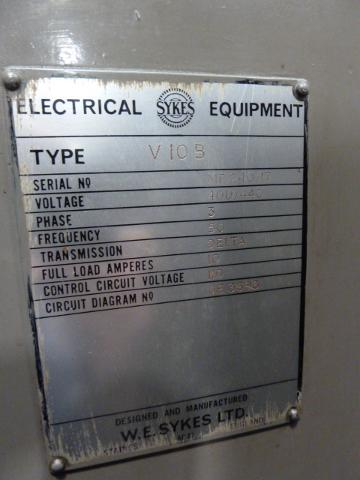 ELECTRICAL SYKES EQUIPMENT
TYPE V10B
SERIAL Nº
VOLTAGE 400/440
PHASE 3
FREQUENCY 50
TRANSMISSION DELTA
FULL LOAD AMPERES
CONTROL CIRCUIT VOLTAGE
CIRCUIT DIAGRAM Nº
DESIGNED AND MANUFACTURED
W.E. SYKES LTD.